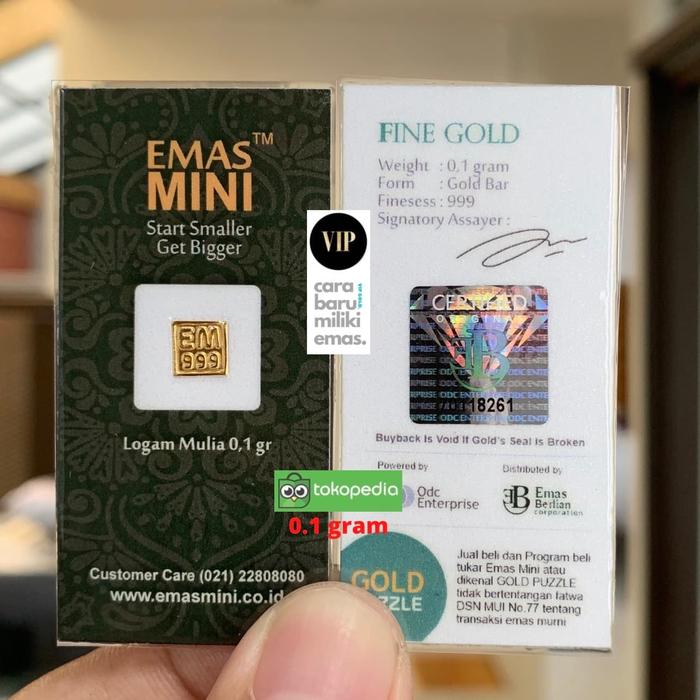 EMAS™
MINI
Start Smaller
Get Bigger
EM
999
Logam Mulia 0,1 gr
Customer Care (021) 22808080
www.emasmini.co.id
VIP
cara
baru
miliki
emas.
tokopedia
0.1 gram
FINE GOLD
Weight : 0,1 gram
Form : Gold Bar
Finesess : 999
Signatory Assayer :
CERTIFIED
ORIGINAL
18261
Buyback Is Void If Gold's Seal is Broken
Powered by
Odc
Enterprise
Distributed by
Emas
Berlian
corporation
GOLD
Jual beli dan Program beli
tukar Emas Mini atau
dikenal GOLD PUZZLE
tidak bertentangan fatwa
DSN MUI No.77 tentang
transaksi emas murni